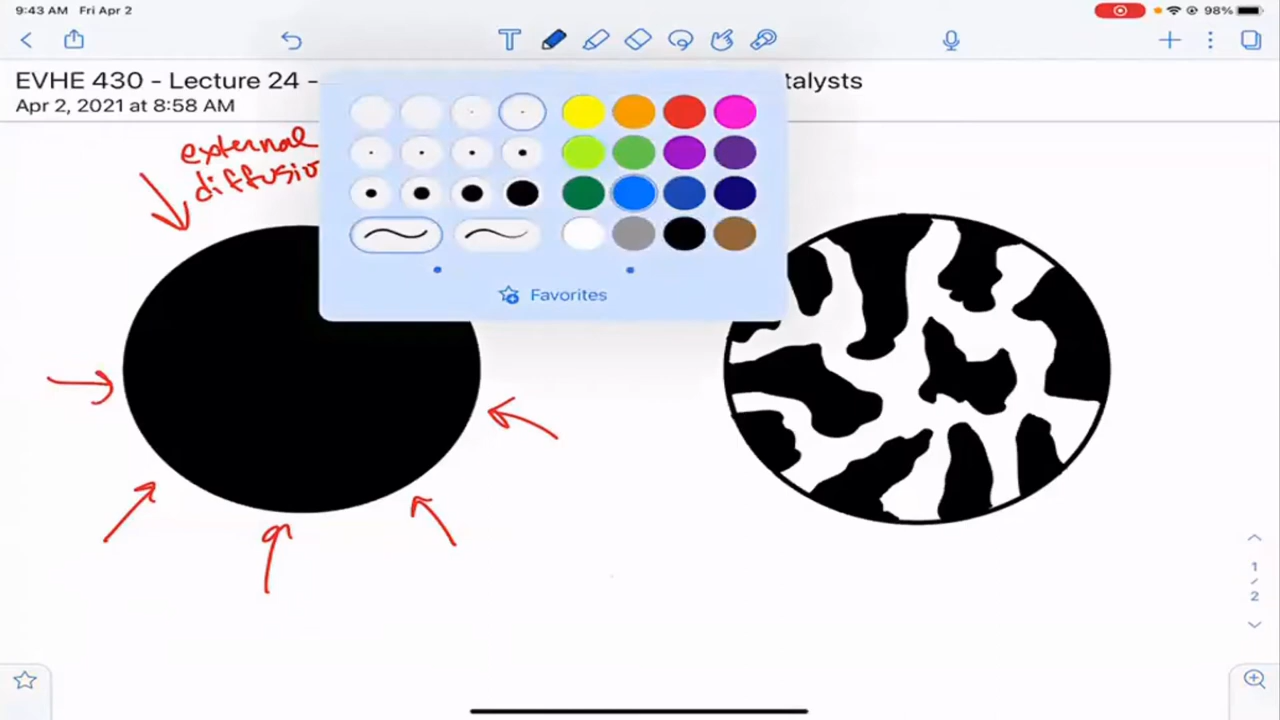 9:43 AM Fri Apr 2
98%
EVHE 430 - Lecture 24 - talysts
Apr 2, 2021 at 8:58 AM
external
diffusio
Favorites
1
/
2